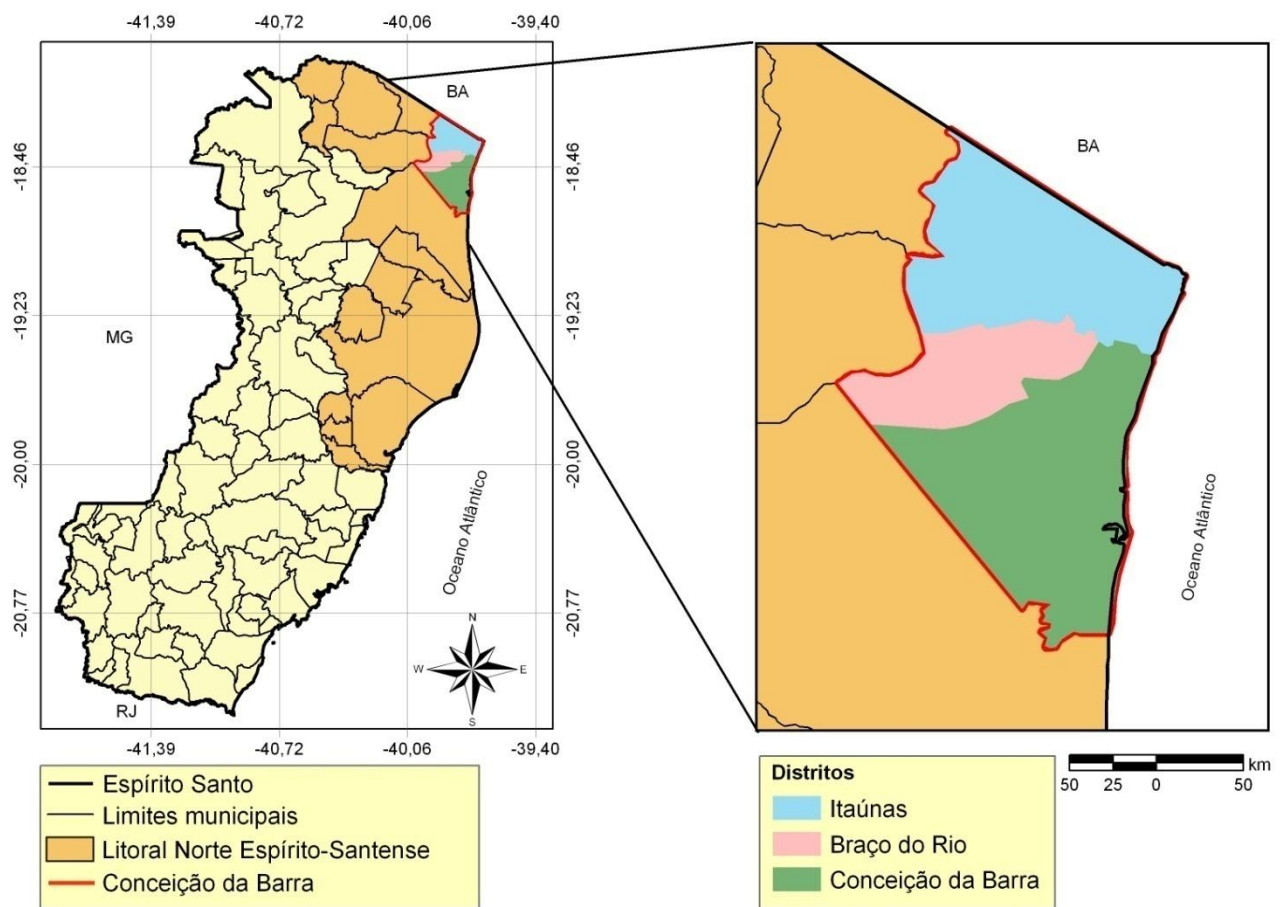 -41,39 -40,72 -40,06 -39,40
BA
-18,46 -18,46
-19,23 -19,23
MG
-20,00 -20,00
Oceano Atlântico
-20,77 -20,77
N
W E
S
RJ
-41,39 -40,72 -40,06 -39,40
Espírito Santo
Limites municipais
Litoral Norte Espírito-Santense
Conceição da Barra
BA
Oceano Atlântico
Distritos
Itaúnas
Braço do Rio
Conceição da Barra
km
50 25 0 50